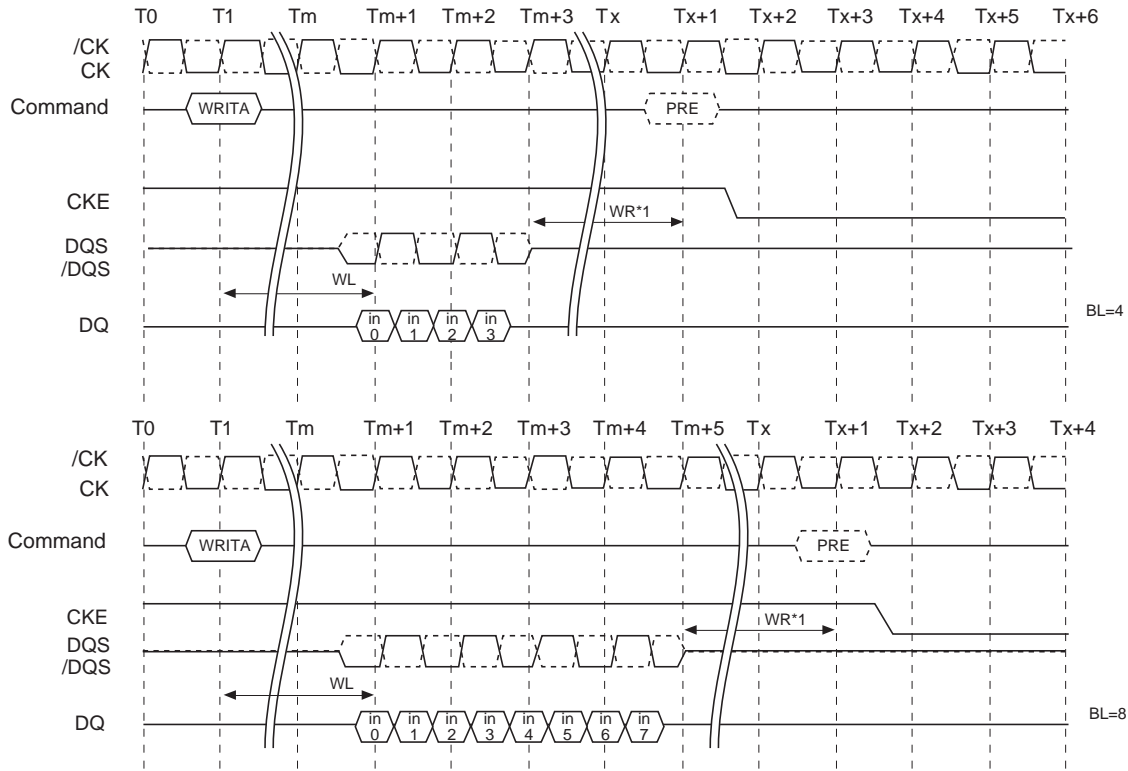 T0 T1 Tm Tm+1 Tm+2 Tm+3 Tx Tx+1 Tx+2 Tx+3 Tx+4 Tx+5 Tx+6
/CK
CK
Command WRITA PRE
CKE
WR*1
DQS
/DQS
WL
DQ in 0 in 1 in 2 in 3
BL=4
T0 T1 Tm Tm+1 Tm+2 Tm+3 Tm+4 Tm+5 Tx Tx+1 Tx+2 Tx+3 Tx+4
/CK
CK
Command WRITA PRE
CKE
WR*1
DQS
/DQS
WL
DQ in 0 in 1 in 2 in 3 in 4 in 5 in 6 in 7
BL=8